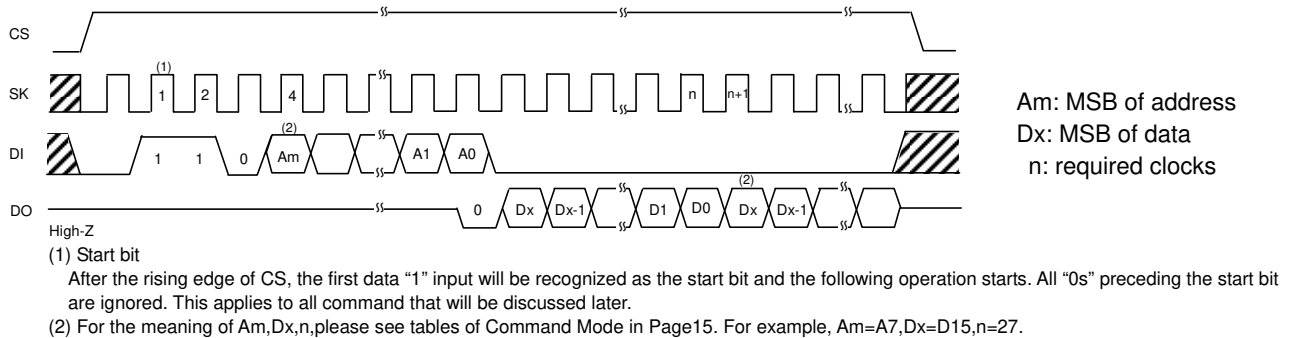 CS
SK
(1)
1 2 4 n n+1
DI
1 1 0
(2)
Am A1 A0
DO
0 Dx Dx-1 D1 D0
(2)
Dx Dx-1
High-Z
Am: MSB of address
Dx: MSB of data
n: required clocks
(1) Start bit
After the rising edge of CS, the first data “1” input will be recognized as the start bit and the following operation starts. All “0s” preceding the start bit
are ignored. This applies to all command that will be discussed later.
(2) For the meaning of Am,Dx,n,please see tables of Command Mode in Page15. For example, Am=A7,Dx=D15,n=27.